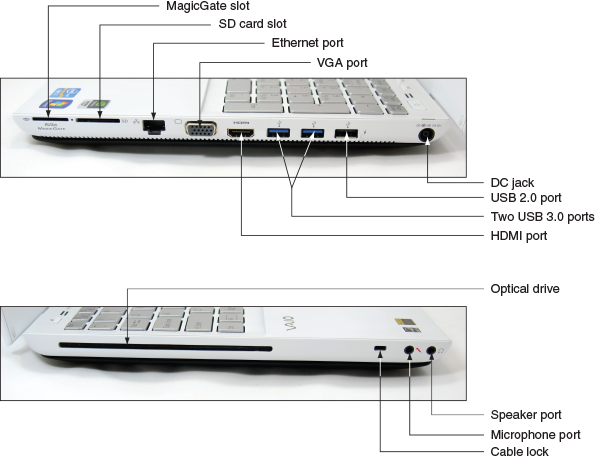 MagicGate slot
SD card slot
Ethernet port
VGA port
HDMI
DC jack
USB 2.0 port
Two USB 3.0 ports
HDMI port
Optical drive
VAIO
Speaker port
Microphone port
Cable lock